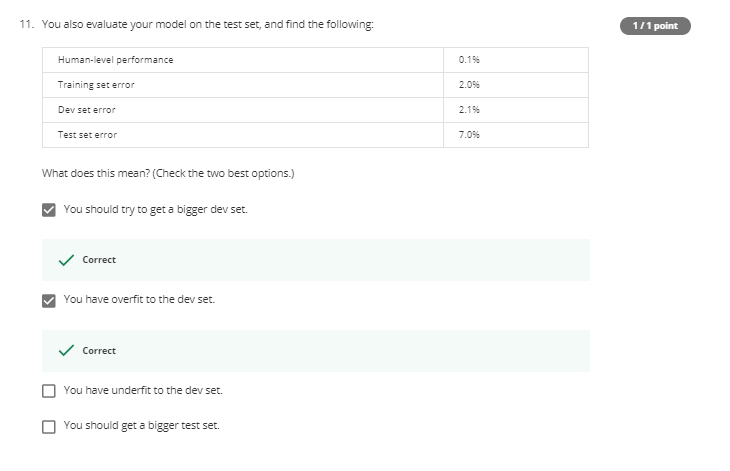 11. You also evaluate your model on the test set, and find the following:
1 / 1 point
Human-level performance 0.1%
Training set error 2.0%
Dev set error 2.1%
Test set error 7.0%
What does this mean? (Check the two best options.)
You should try to get a bigger dev set.
Correct
You have overfit to the dev set.
Correct
You have underfit to the dev set.
You should get a bigger test set.